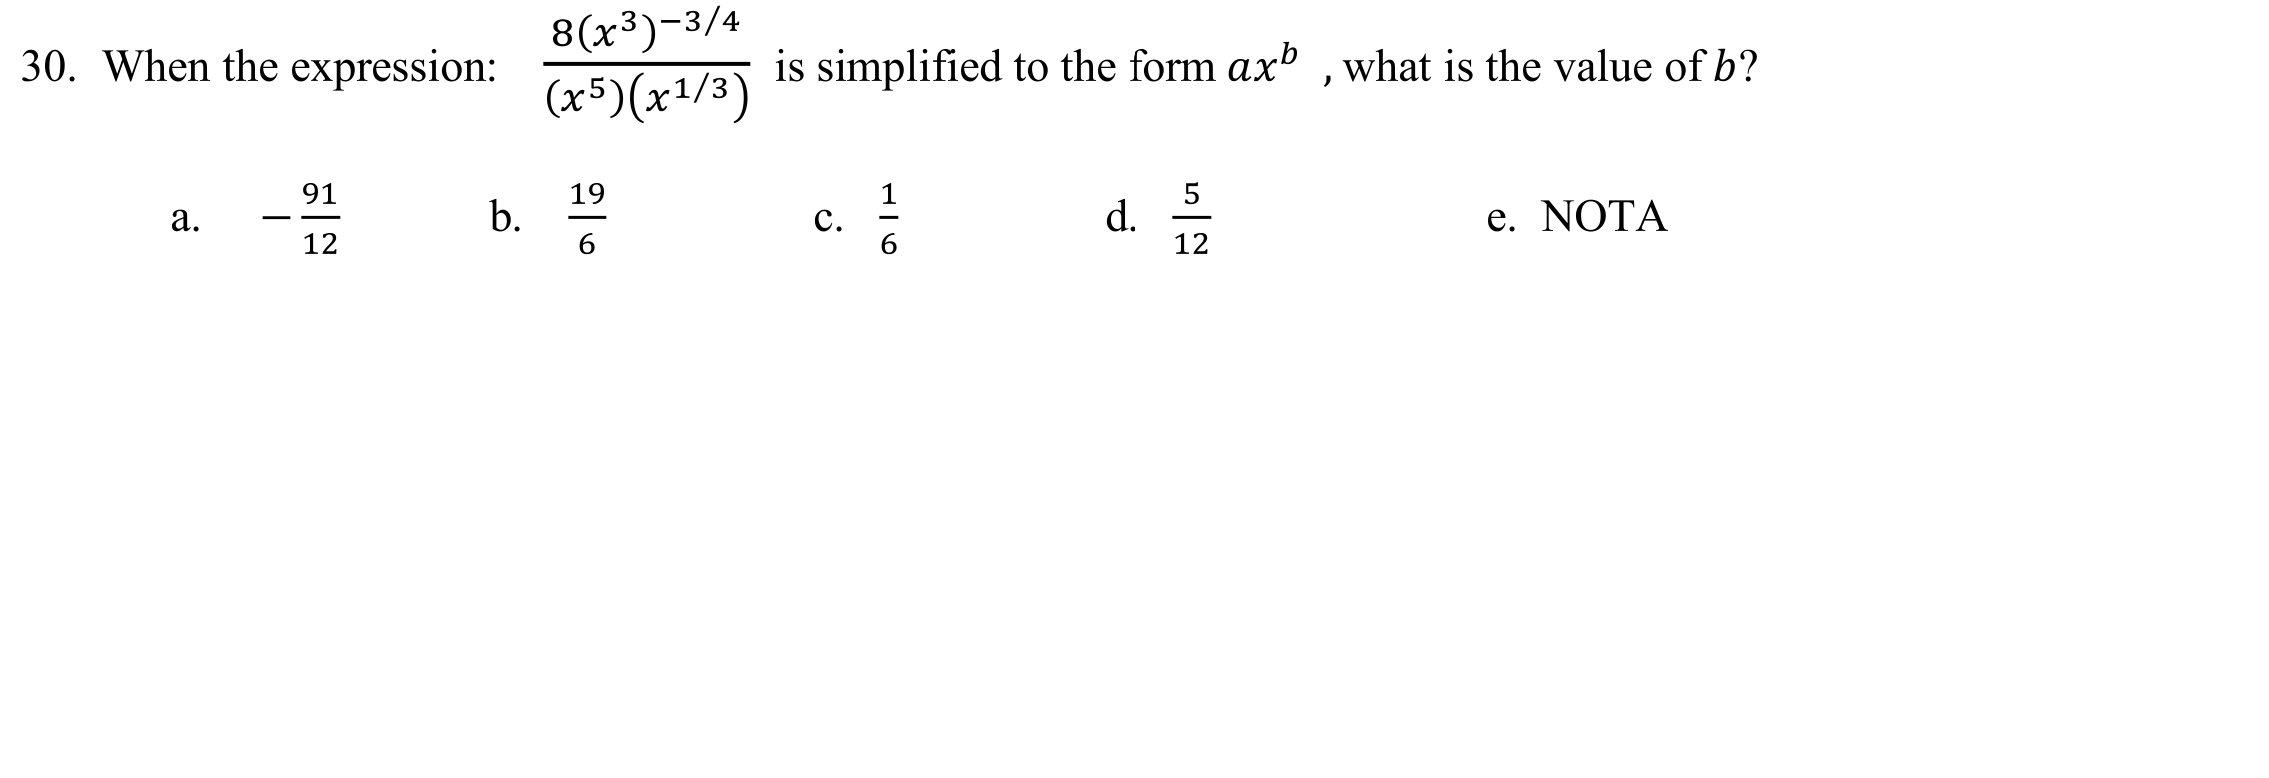 30. When the expression: \frac{8(x^3)^{-3/4}}{(x^5)(x^{1/3})} is simplified to the form ax^b , what is the value of b?
a. -\frac{91}{12} b. \frac{19}{6} c. \frac{1}{6} d. \frac{5}{12} e. NOTA